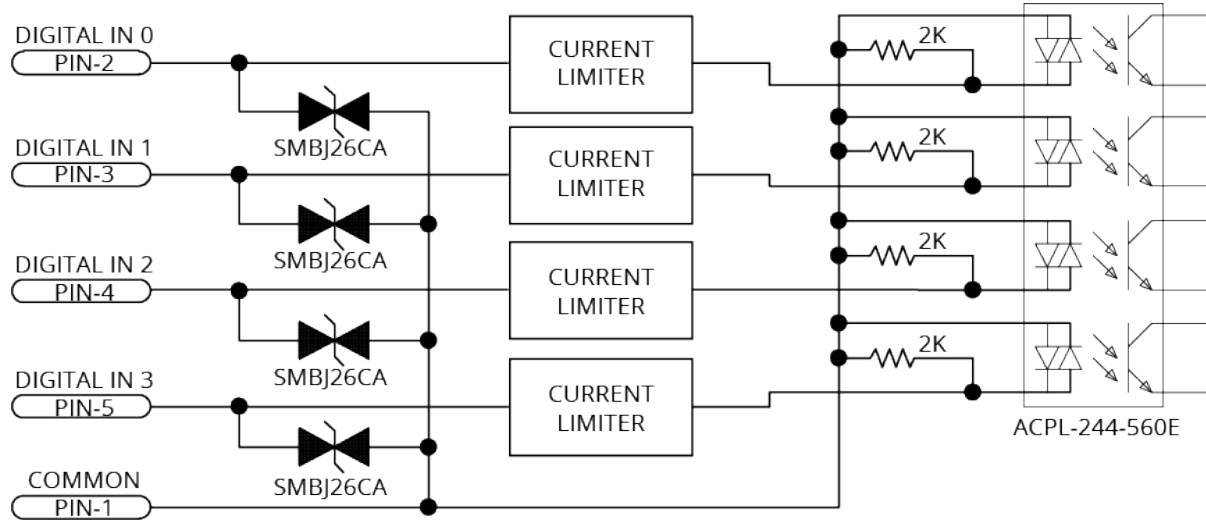 DIGITAL IN 0
PIN-2
SMBJ26CA
CURRENT
LIMITER
2K
DIGITAL IN 1
PIN-3
SMBJ26CA
CURRENT
LIMITER
2K
DIGITAL IN 2
PIN-4
SMBJ26CA
CURRENT
LIMITER
2K
DIGITAL IN 3
PIN-5
SMBJ26CA
CURRENT
LIMITER
2K
ACPL-244-560E
COMMON
PIN-1